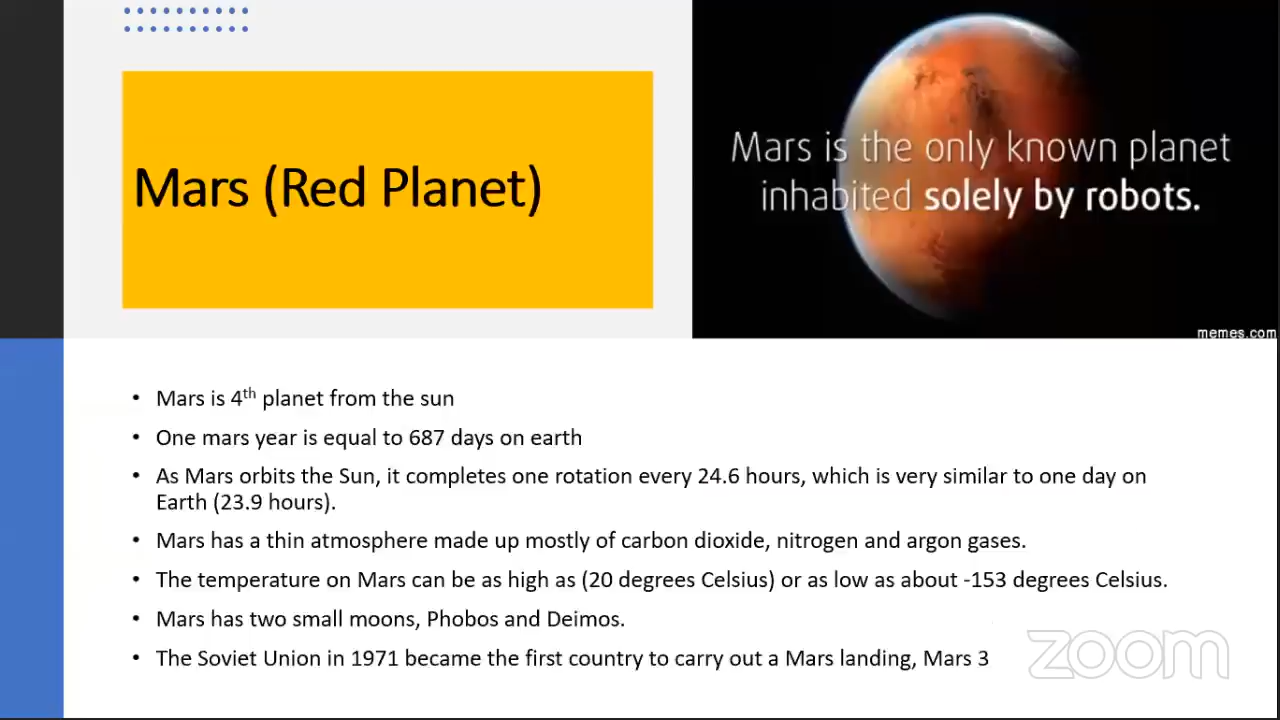 Mars (Red Planet)
Mars is the only known planet
inhabited solely by robots.
memes.com
• Mars is 4th planet from the sun
• One mars year is equal to 687 days on earth
• As Mars orbits the Sun, it completes one rotation every 24.6 hours, which is very similar to one day on
Earth (23.9 hours).
• Mars has a thin atmosphere made up mostly of carbon dioxide, nitrogen and argon gases.
• The temperature on Mars can be as high as (20 degrees Celsius) or as low as about -153 degrees Celsius.
• Mars has two small moons, Phobos and Deimos.
• The Soviet Union in 1971 became the first country to carry out a Mars landing, Mars 3
zoom